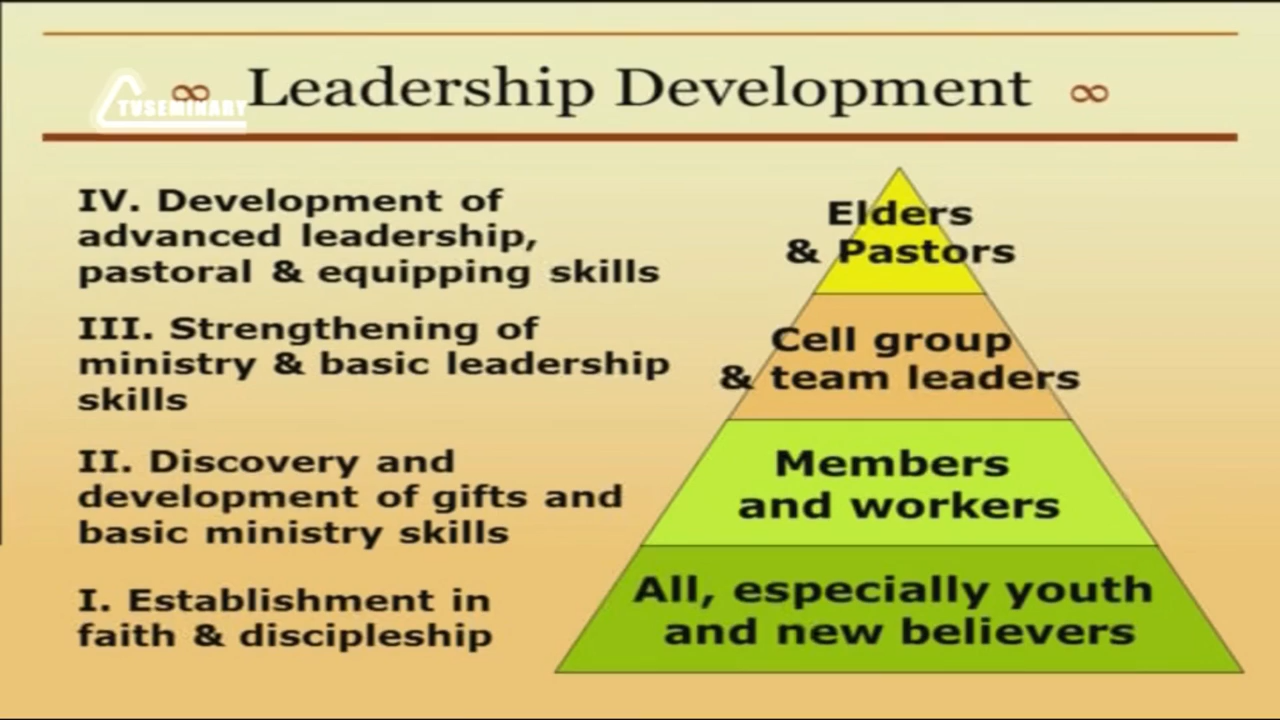 TUSEMINARY
∞ Leadership Development ∞
IV. Development of
advanced leadership,
pastoral & equipping skills
Elders
& Pastors
III. Strengthening of
ministry & basic leadership
skills
Cell group
& team leaders
II. Discovery and
development of gifts and
basic ministry skills
Members
and workers
I. Establishment in
faith & discipleship
All, especially youth
and new believers